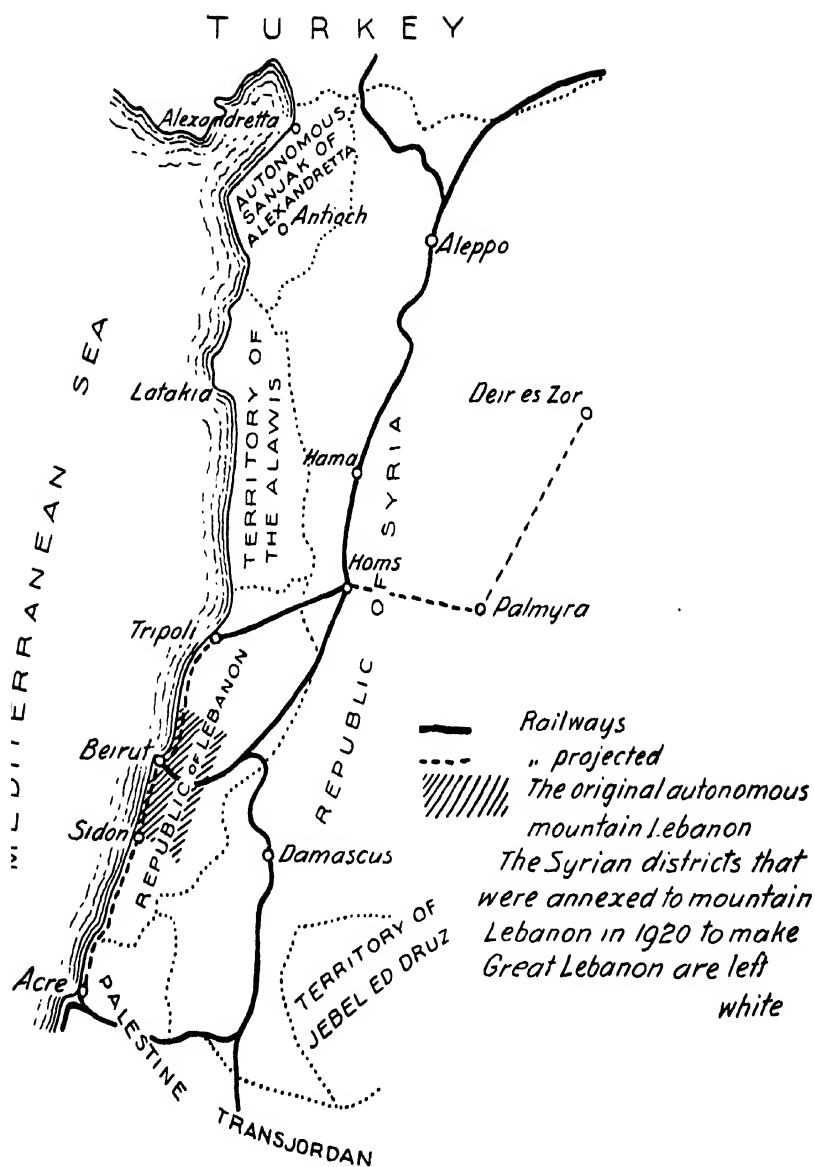 TURKEY
Alexandretta
AUTONOMOUS
SANJAK OF
ALEXANDRETTA
Antioch
Aleppo
MEDITERRANEAN SEA
Latakia
TERRITORY OF
THE ALAWIS
Deir es Zor
Hama
REPUBLIC OF SYRIA
Homs
Palmyra
Tripoli
REPUBLIC OF LEBANON
Beirut
Sidon
Damascus
Acre
PALESTINE
TERRITORY OF
JEBEL ED DRUZ
TRANSJORDAN
Railways
„ projected
The original autonomous
mountain Lebanon
The Syrian districts that
were annexed to mountain
Lebanon in 1920 to make
Great Lebanon are left
white